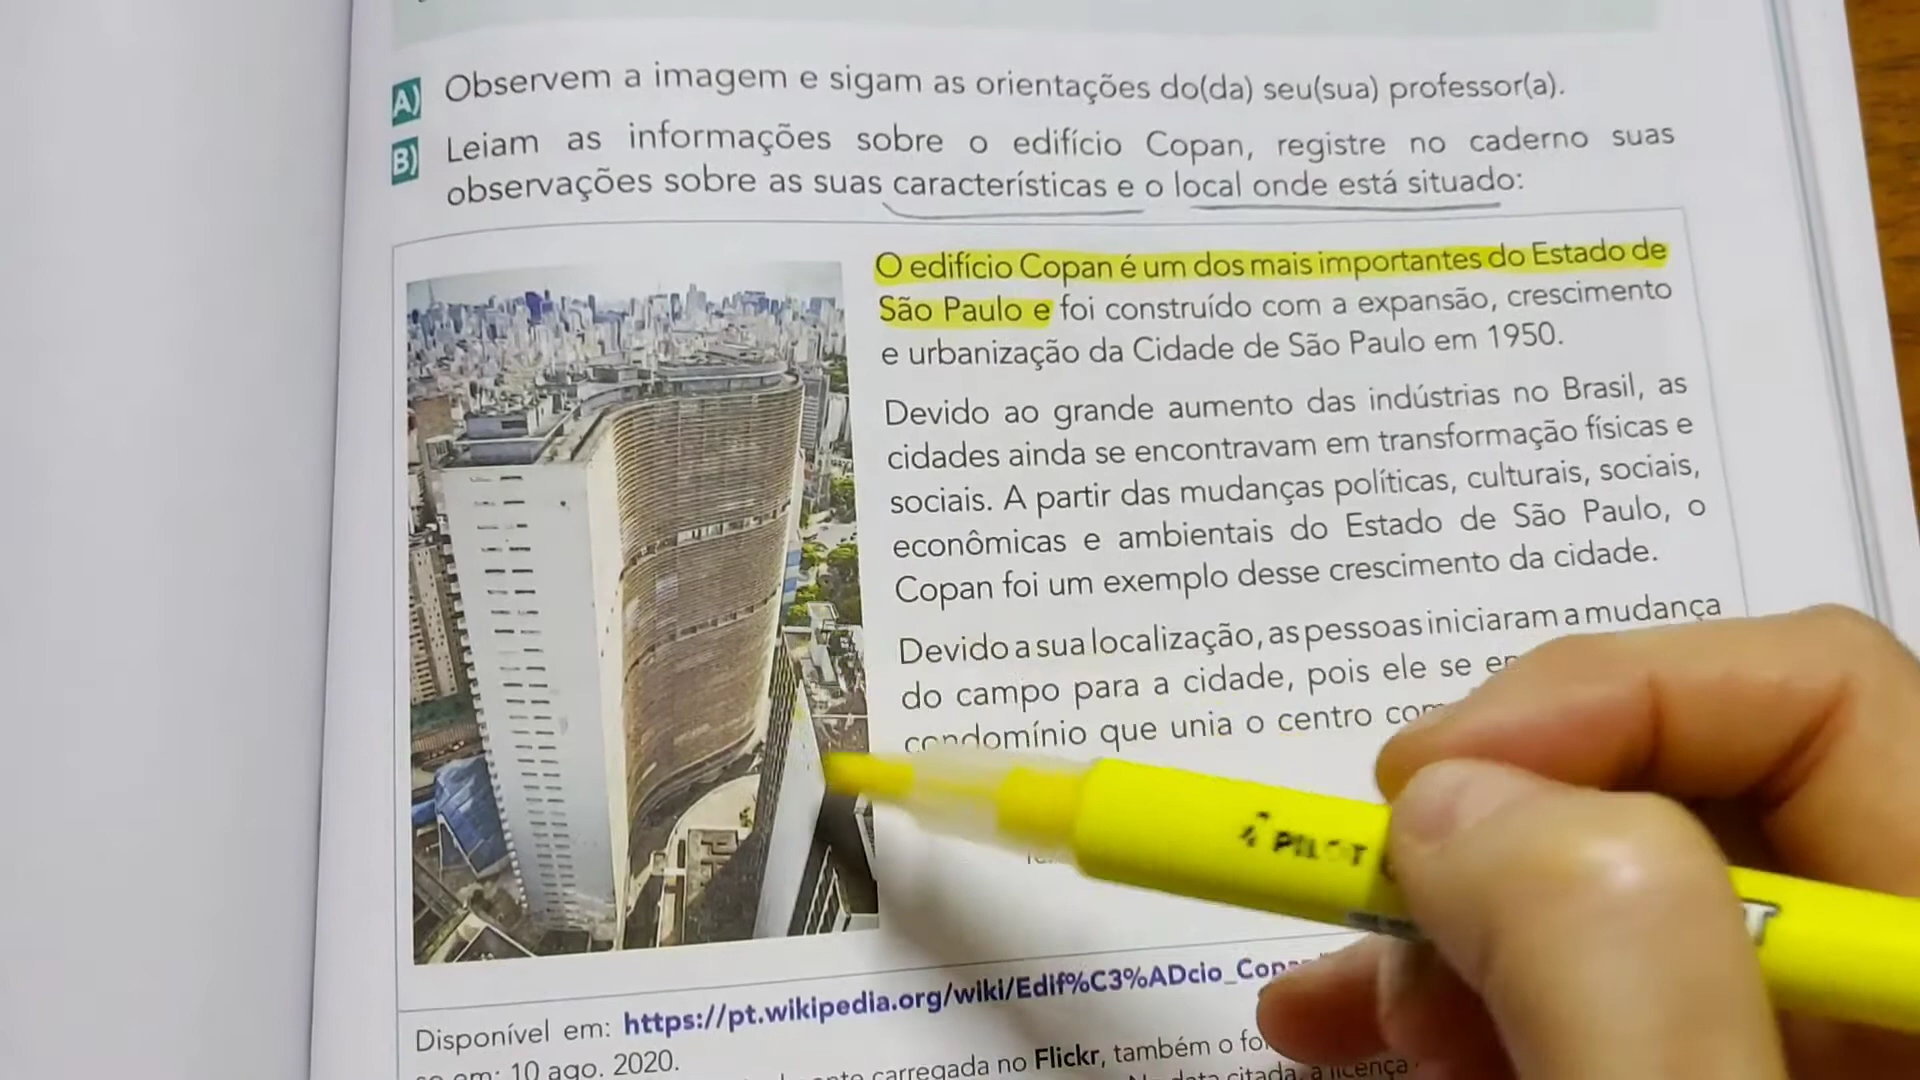 A) Observem a imagem e sigam as orientações do(da) seu(sua) professor(a).
B) Leiam as informações sobre o edifício Copan, registre no caderno suas
observações sobre as suas características e o local onde está situado:
O edifício Copan é um dos mais importantes do Estado de
São Paulo e foi construído com a expansão, crescimento
e urbanização da Cidade de São Paulo em 1950.
Devido ao grande aumento das indústrias no Brasil, as
cidades ainda se encontravam em transformação físicas e
sociais. A partir das mudanças políticas, culturais, sociais,
econômicas e ambientais do Estado de São Paulo, o
Copan foi um exemplo desse crescimento da cidade.
Devido a sua localização, as pessoas iniciaram a mudança
do campo para a cidade, pois ele se
condomínio que unia o centro
PILOT
Disponível em: https://pt.wikipedia.org/wiki/Edif%C3%ADcio_Copan
em: 10 ago. 2020.
carregada no Flickr, também o
data citada, a licença